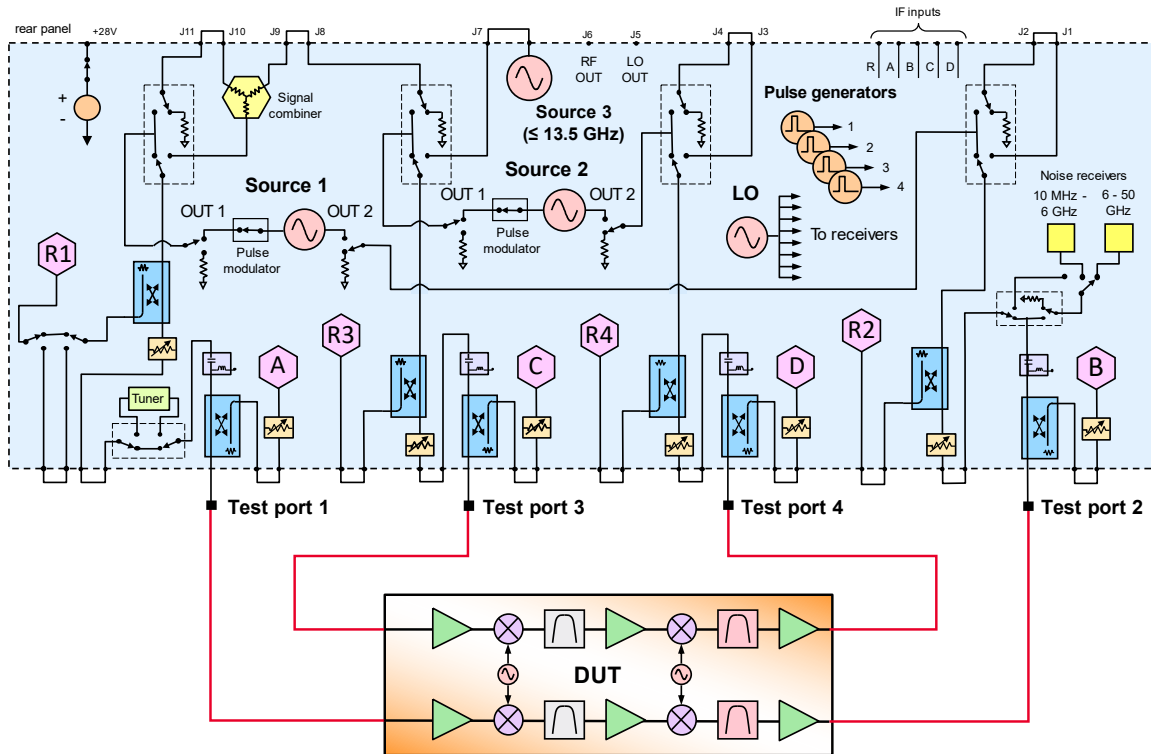 rear panel
+28V
J11
J10
J9
J8
J7
J6
J5
J4
J3
IF inputs
J2
J1
RF
OUT
LO
OUT
R
A
B
C
D
+
-
Signal
combiner
Source 3
(≤ 13.5 GHz)
Pulse generators
1
2
3
4
Source 1
OUT 1
OUT 2
Pulse
modulator
Source 2
OUT 1
OUT 2
Pulse
modulator
LO
To receivers
Noise receivers
10 MHz -
6 GHz
6 - 50
GHz
R1
R3
R4
R2
A
C
D
B
Tuner
Test port 1
Test port 3
Test port 4
Test port 2
DUT